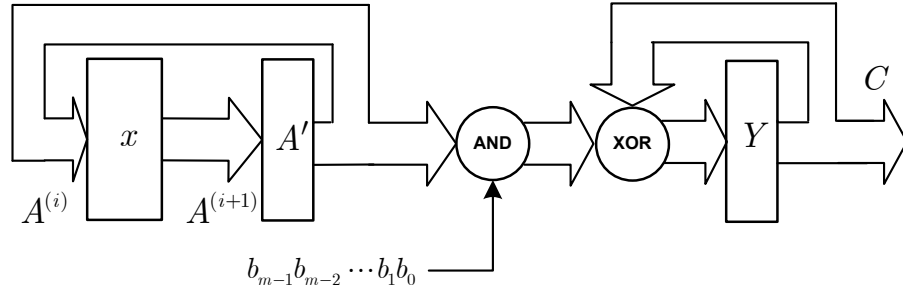 C
x
A′
AND
XOR
Y
A^{(i)}
A^{(i+1)}
b_{m−1}b_{m−2} ⋯ b_1b_0